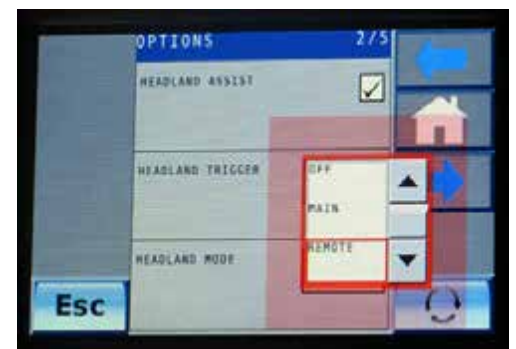 OPTIONS 2/5
HEADLAND ASSIST
HEADLAND TRIGGER
OFF
MAIN
REMOTE
HEADLAND MODE
Esc